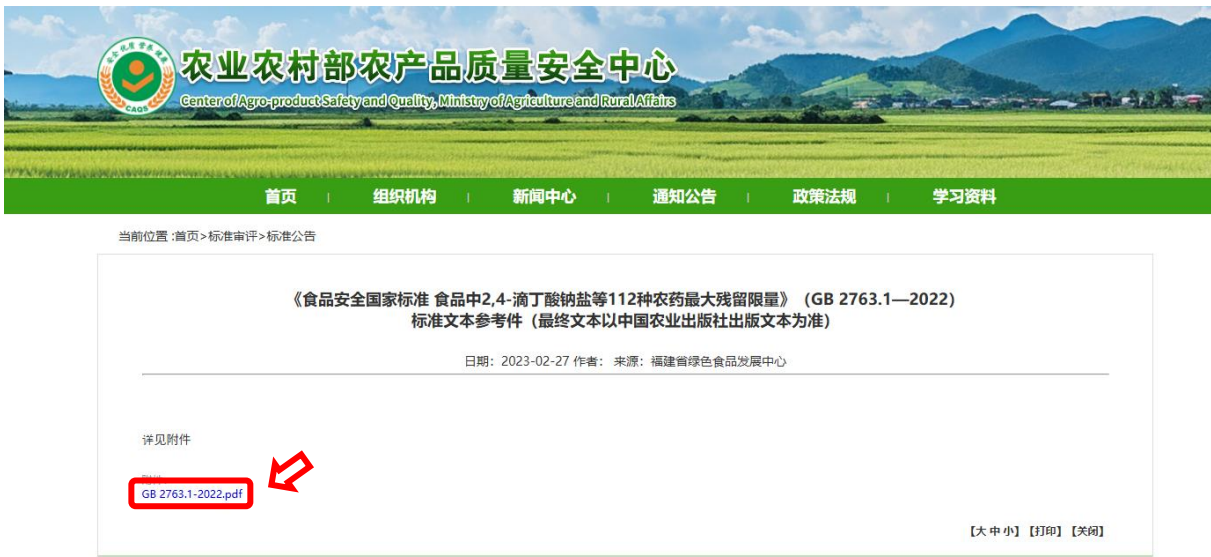 安全 优质 营养 健康
CAQS
农业农村部农产品质量安全中心
Center of Agro-product Safety and Quality, Ministry of Agriculture and Rural Affairs
首页 | 组织机构 | 新闻中心 | 通知公告 | 政策法规 | 学习资料
当前位置 :首页>标准审评>标准公告
《食品安全国家标准 食品中2,4-滴丁酸钠盐等112种农药最大残留限量》（GB 2763.1—2022）
标准文本参考件（最终文本以中国农业出版社出版文本为准）
日期：2023-02-27 作者： 来源：福建省绿色食品发展中心
详见附件
GB 2763.1-2022.pdf
【大 中 小】【打印】【关闭】